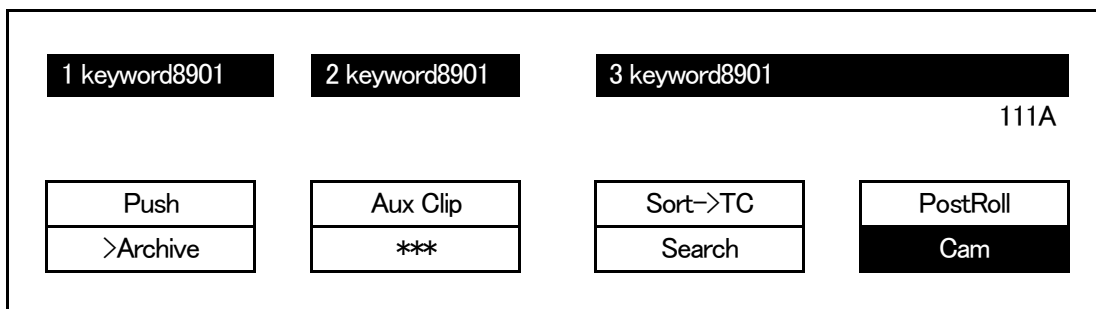 1 keyword8901 2 keyword8901 3 keyword8901
111A
Push Aux Clip Sort->TC PostRoll
>Archive *** Search Cam